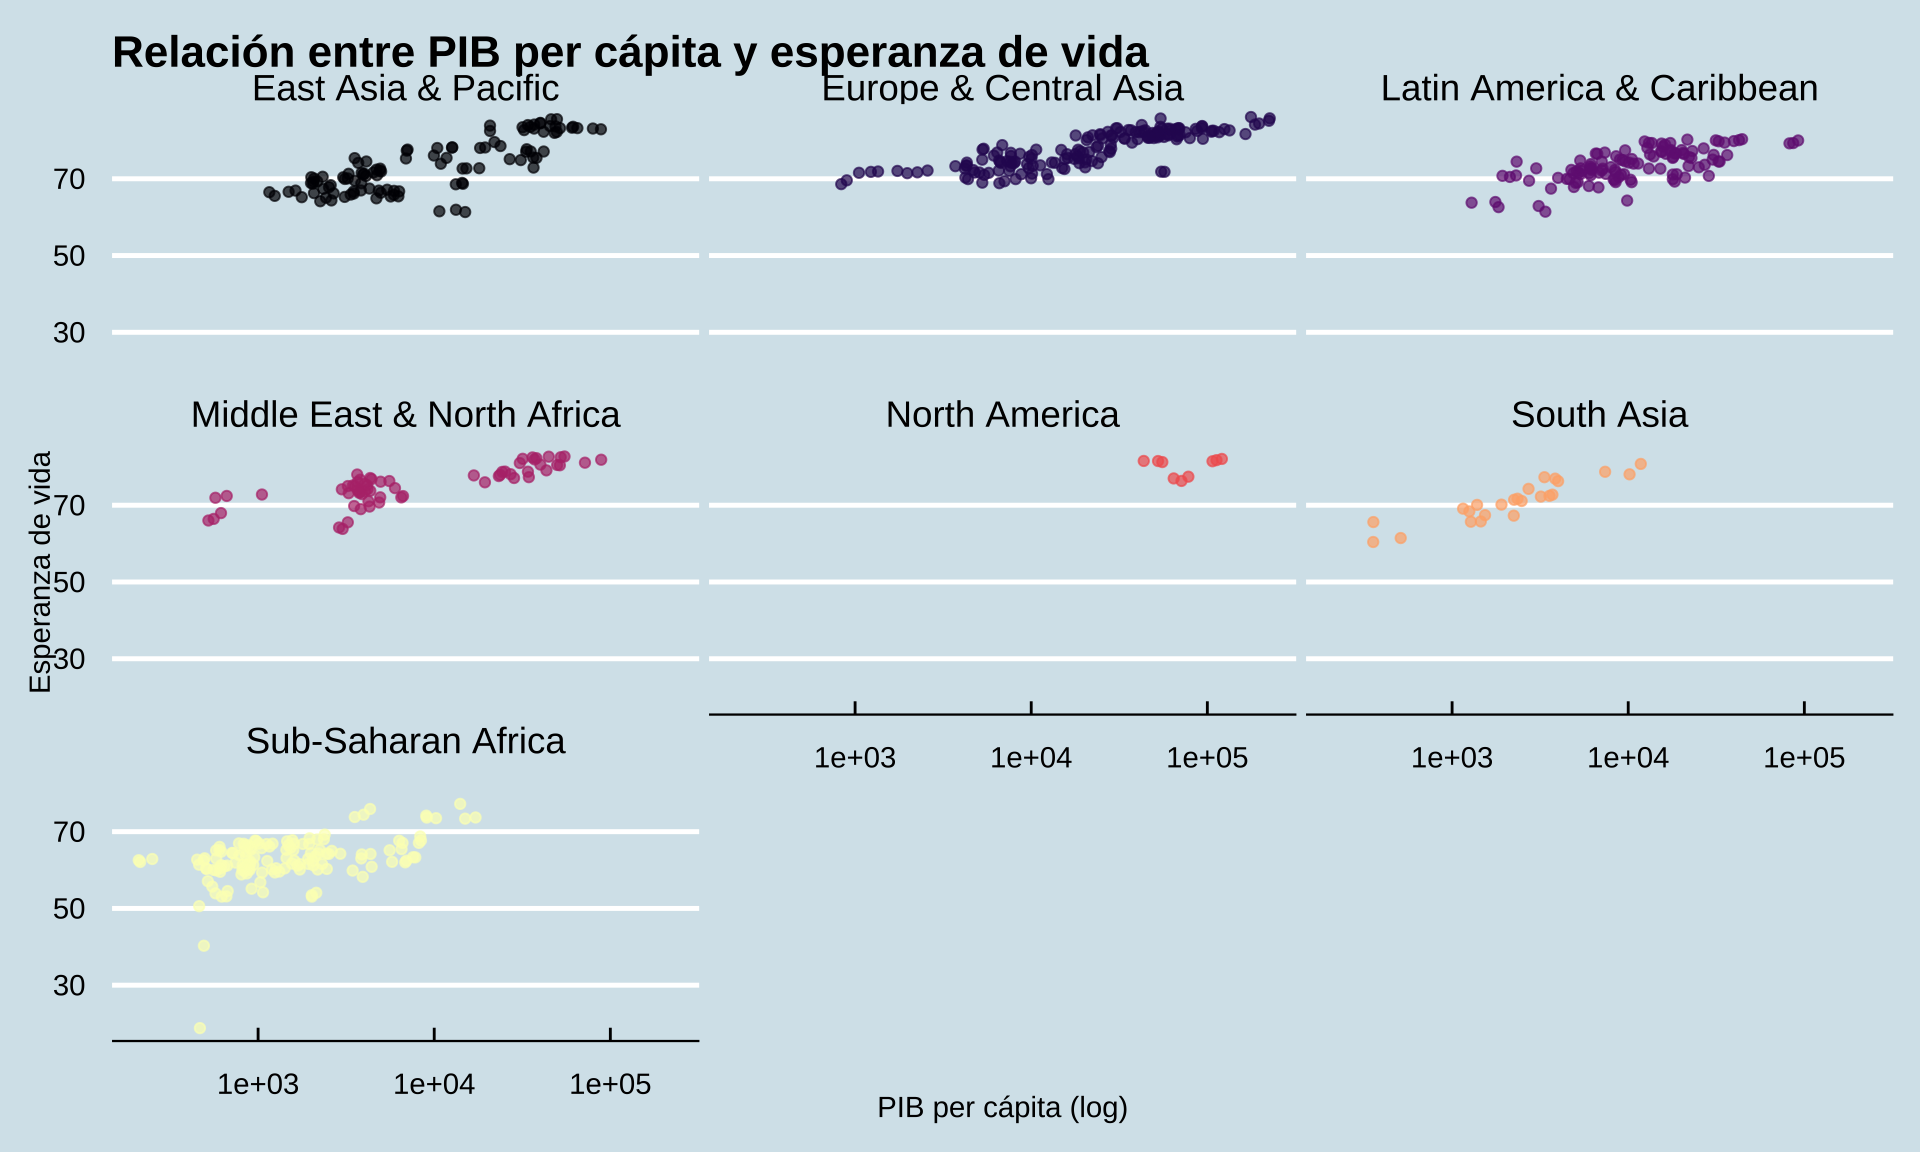 Relación entre PIB per cápita y esperanza de vida
East Asia & Pacific
Europe & Central Asia
Latin America & Caribbean
70
50
30
Middle East & North Africa
North America
South Asia
Esperanza de vida
70
50
30
1e+03 1e+04 1e+05
1e+03 1e+04 1e+05
Sub-Saharan Africa
70
50
30
1e+03 1e+04 1e+05
PIB per cápita (log)